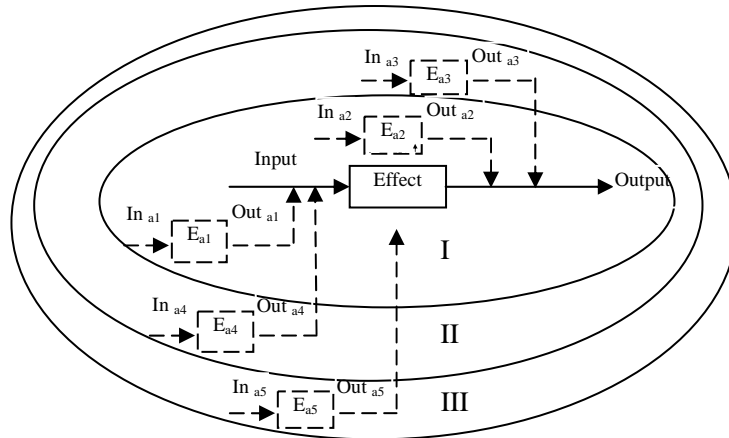 In a3
Out a3
E a3
In a2
Out a2
E a2
Input
Effect
Output
In a1
Out a1
E a1
I
In a4
Out a4
E a4
II
In a5
Out a5
E a5
III